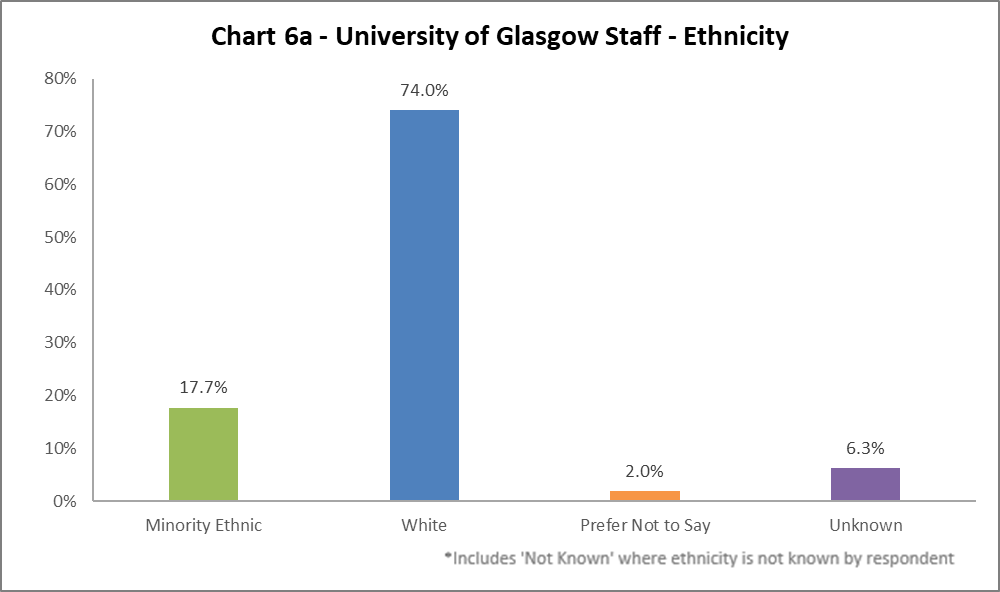 Chart 6a - University of Glasgow Staff - Ethnicity
80%
70%
60%
50%
40%
30%
20%
10%
0%
17.7%
74.0%
2.0%
6.3%
Minority Ethnic
White
Prefer Not to Say
Unknown
*Includes 'Not Known' where ethnicity is not known by respondent